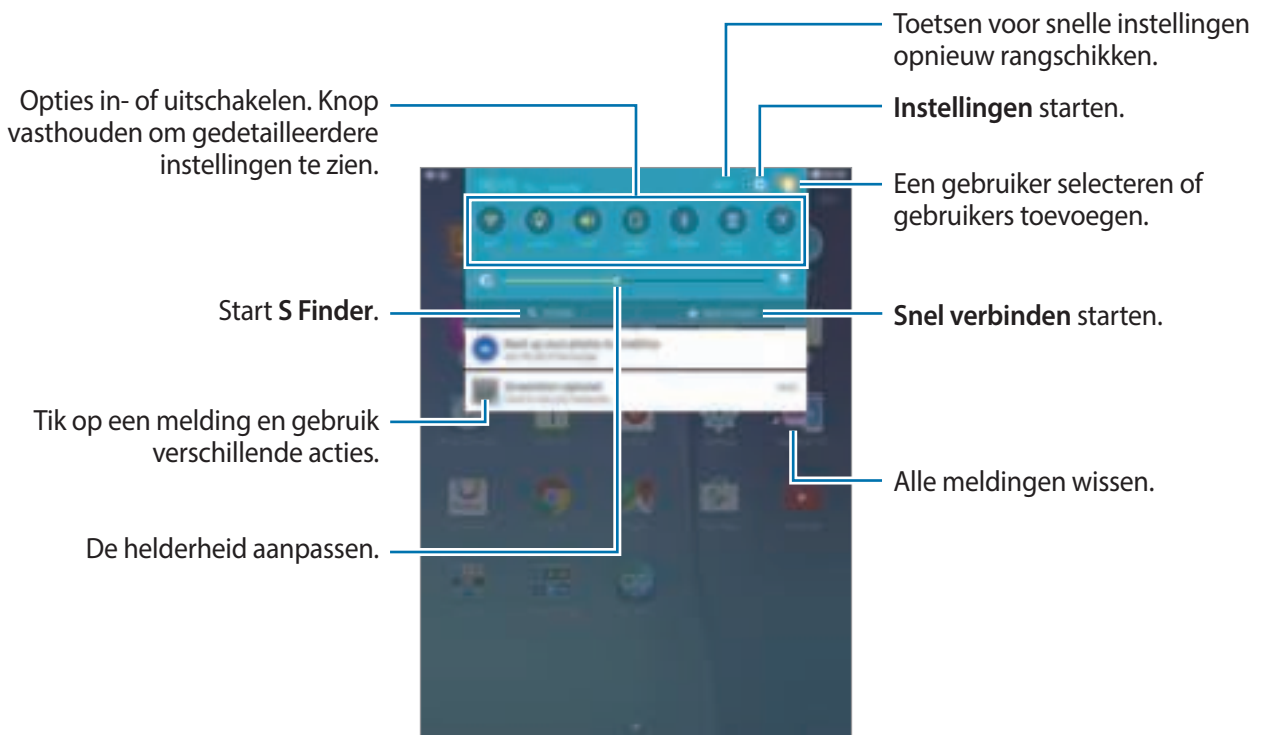 Toetsen voor snelle instellingen
opnieuw rangschikken.
Opties in- of uitschakelen. Knop
vasthouden om gedetailleerdere
instellingen te zien.
Instellingen starten.
Een gebruiker selecteren of
gebruikers toevoegen.
Start S Finder.
Snel verbinden starten.
Tik op een melding en gebruik
verschillende acties.
Alle meldingen wissen.
De helderheid aanpassen.